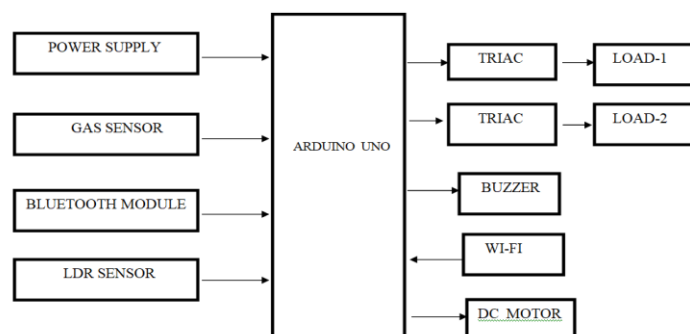 POWER SUPPLY
GAS SENSOR
BLUETOOTH MODULE
LDR SENSOR
ARDUINO UNO
TRIAC
LOAD-1
TRIAC
LOAD-2
BUZZER
WI-FI
DC MOTOR